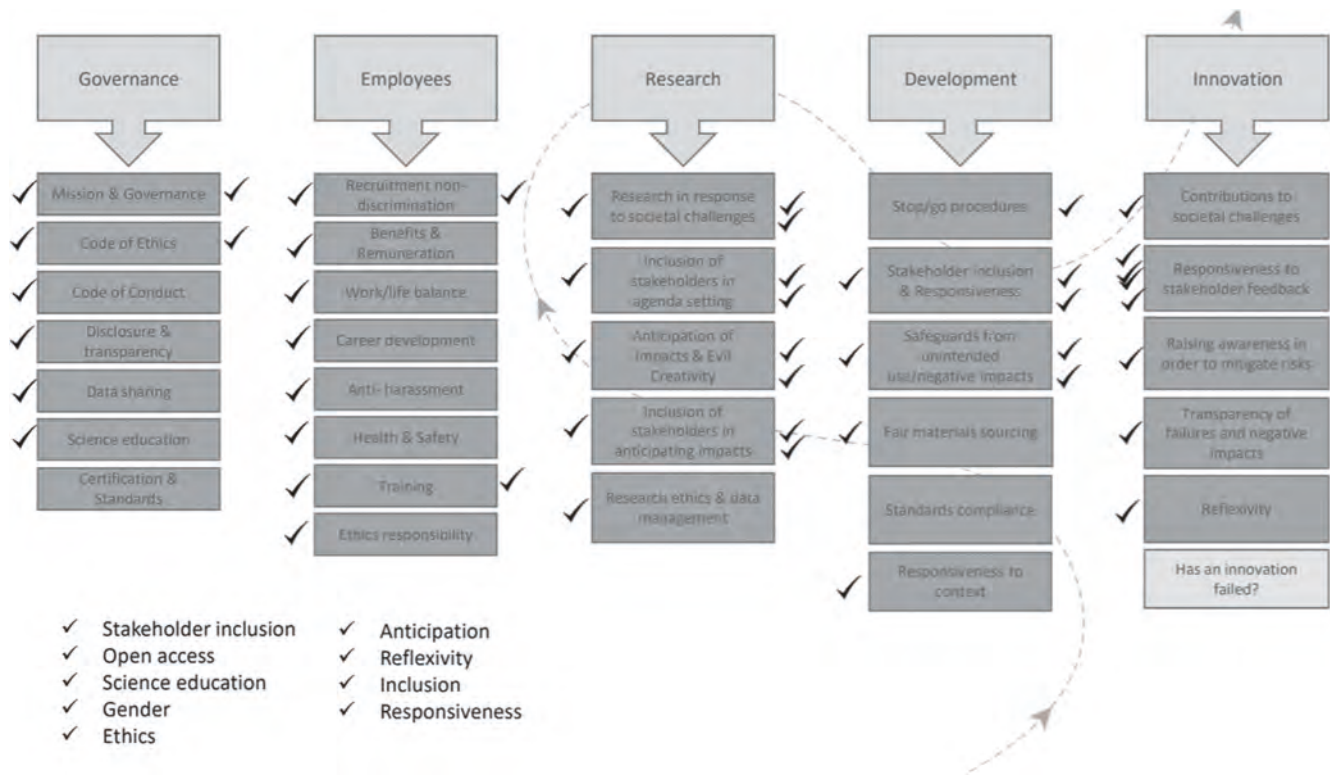 Governance
Employees
Research
Development
Innovation
Mission & Governance
Code of Ethics
Code of Conduct
Disclosure &
transparency
Data sharing
Science education
Certification &
Standards
Recruitment non-
discrimination
Benefits &
Remuneration
Work/life balance
Career development
Anti- harassment
Health & Safety
Training
Ethics responsibility
Research in response
to societal challenges
Inclusion of
stakeholders in
agenda setting
Anticipation of
Impacts & Evil
Creativity
Inclusion of
stakeholders in
anticipating impacts
Research ethics & data
management
Stop/go procedures
Stakeholder inclusion
& Responsiveness
Safeguards from
unintended
use/negative impacts
Fair materials sourcing
Standards compliance
Responsiveness to
context
Contributions to
societal challenges
Responsiveness to
stakeholder feedback
Raising awareness in
order to mitigate risks
Transparency of
failures and negative
impacts
Reflexivity
Has an innovation
failed?
Stakeholder inclusion
Open access
Science education
Gender
Ethics
Anticipation
Reflexivity
Inclusion
Responsiveness